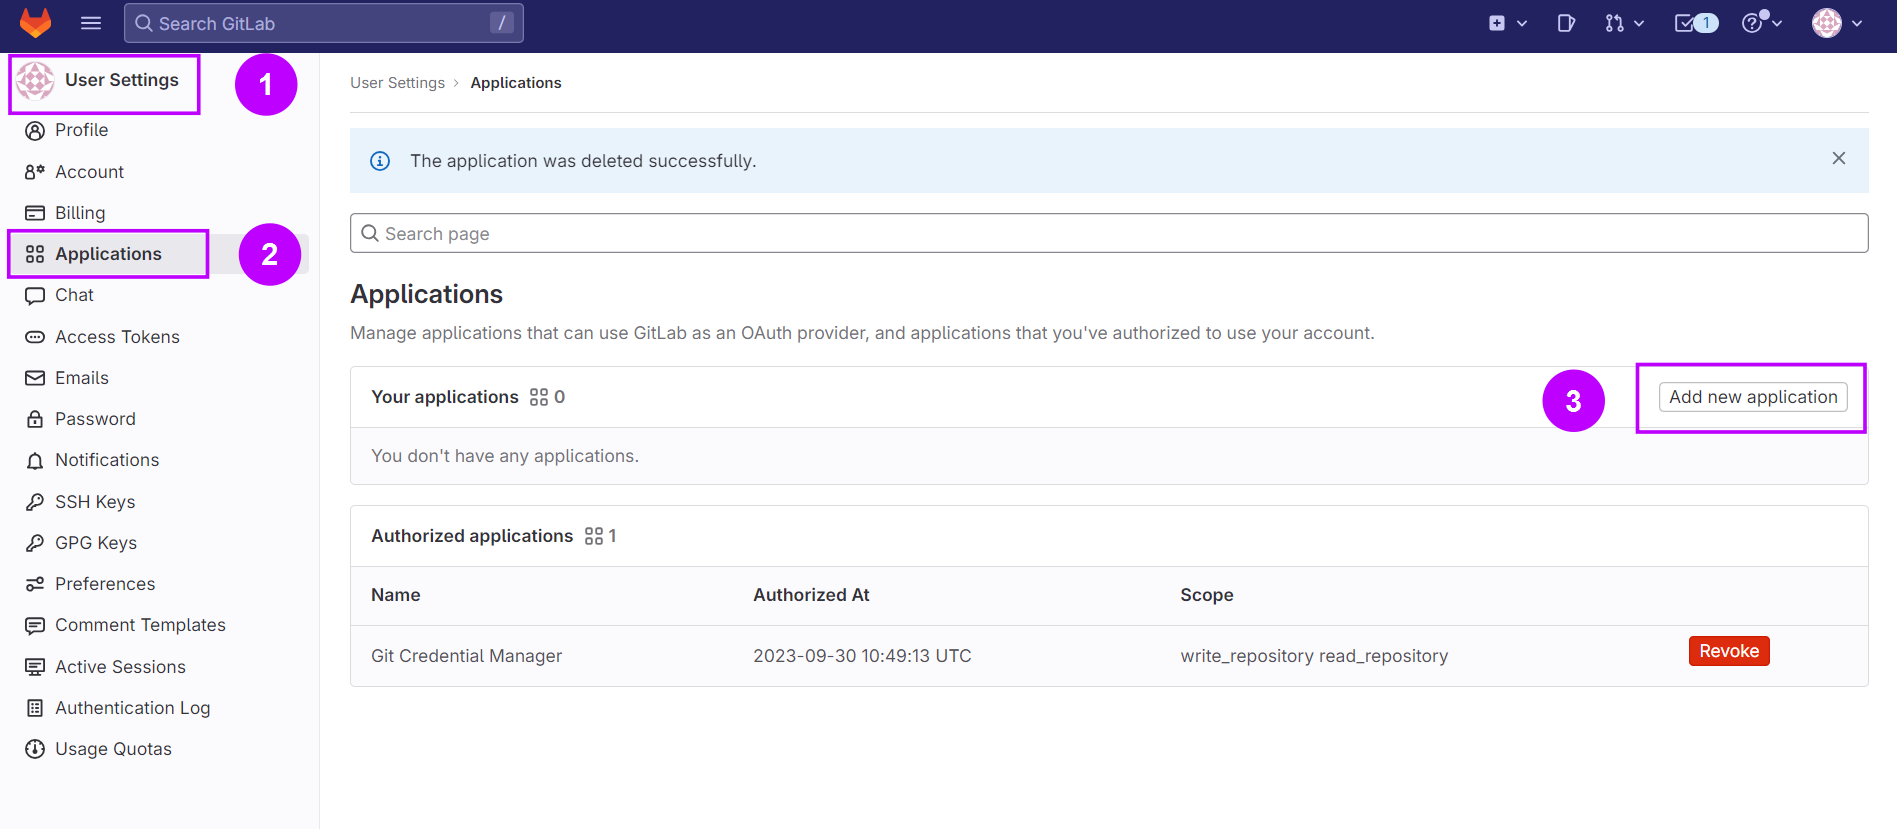 Search GitLab /
1
User Settings
1
Profile
Account
Billing
Applications
2
Chat
Access Tokens
Emails
Password
Notifications
SSH Keys
GPG Keys
Preferences
Comment Templates
Active Sessions
Authentication Log
Usage Quotas
User Settings › Applications
The application was deleted successfully.
Search page
Applications
Manage applications that can use GitLab as an OAuth provider, and applications that you've authorized to use your account.
Your applications 0
3
Add new application
You don't have any applications.
Authorized applications 1
Name Authorized At Scope
Git Credential Manager 2023-09-30 10:49:13 UTC write_repository read_repository Revoke